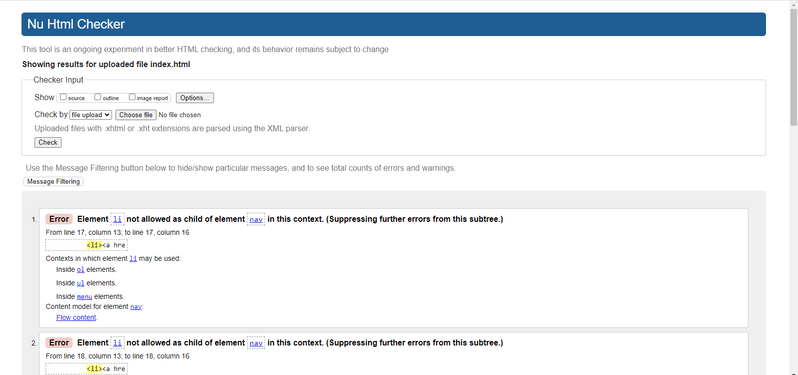 Nu Html Checker
This tool is an ongoing experiment in better HTML checking, and its behavior remains subject to change
Showing results for uploaded file index.html
Checker Input
Show source outline image report Options...
Check by file upload Choose file No file chosen
Uploaded files with .xhtml or .xht extensions are parsed using the XML parser.
Check
Use the Message Filtering button below to hide/show particular messages, and to see total counts of errors and warnings.
Message Filtering
1. Error Element li not allowed as child of element nav in this context. (Suppressing further errors from this subtree.)
From line 17, column 13; to line 17, column 16
<li><a hre
Contexts in which element li may be used:
Inside ol elements.
Inside ul elements.
Inside menu elements.
Content model for element nav:
Flow content.
2. Error Element li not allowed as child of element nav in this context. (Suppressing further errors from this subtree.)
From line 18, column 13; to line 18, column 16
<li><a hre